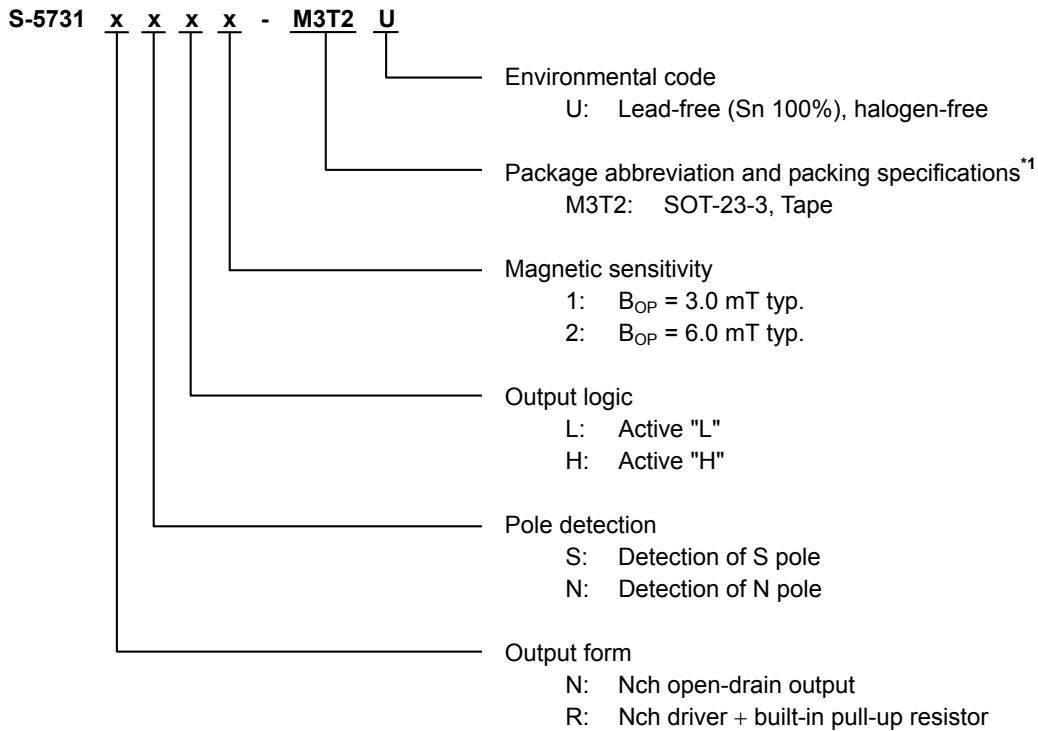 S-5731 x x x x - M3T2 U
Environmental code
U: Lead-free (Sn 100%), halogen-free
Package abbreviation and packing specifications*1
M3T2: SOT-23-3, Tape
Magnetic sensitivity
1: BOP = 3.0 mT typ.
2: BOP = 6.0 mT typ.
Output logic
L: Active "L"
H: Active "H"
Pole detection
S: Detection of S pole
N: Detection of N pole
Output form
N: Nch open-drain output
R: Nch driver + built-in pull-up resistor